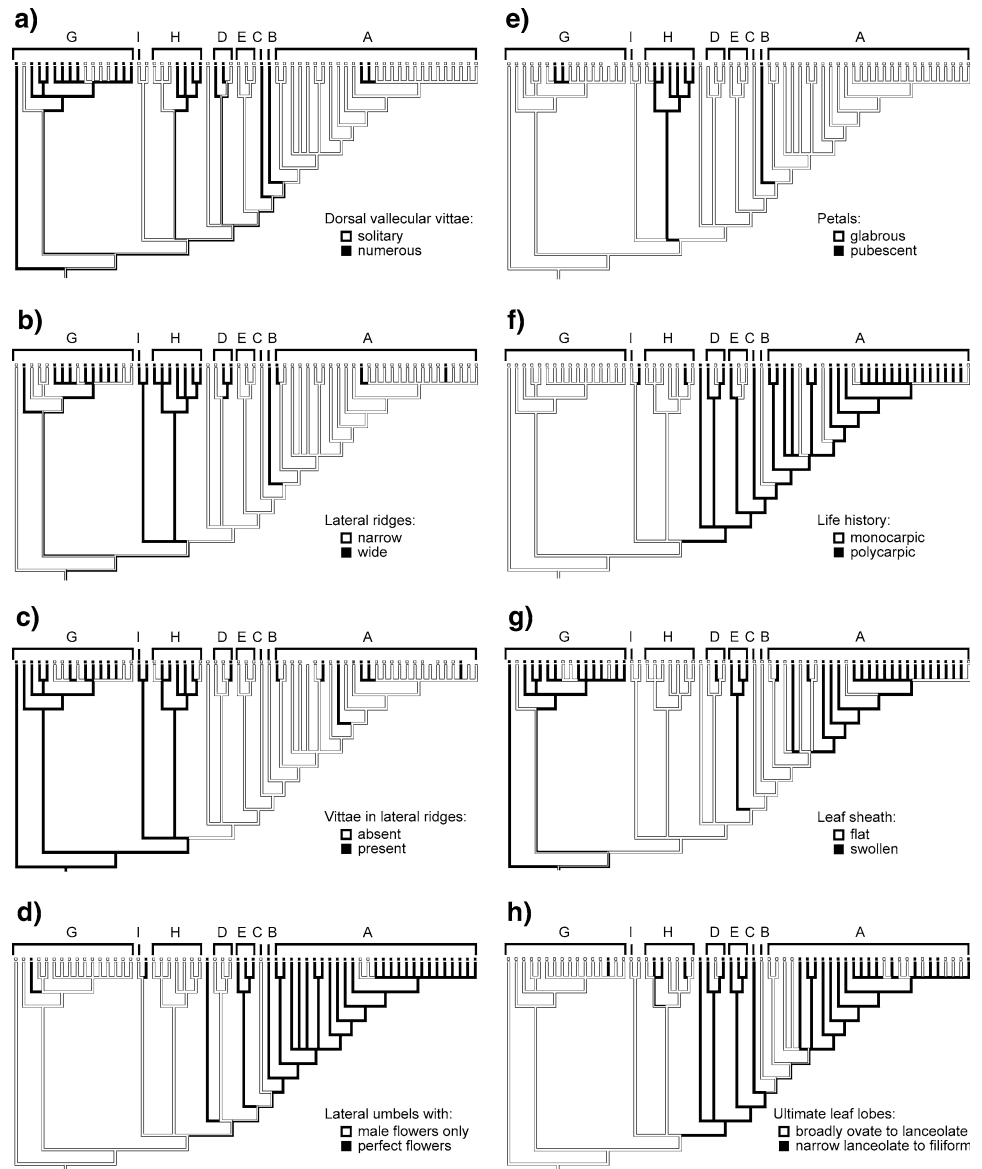 a)
G I H D E C B A
Dorsal vallecular vittae:
solitary
numerous
b)
G I H D E C B A
Lateral ridges:
narrow
wide
c)
G I H D E C B A
Vittae in lateral ridges:
absent
present
d)
G I H D E C B A
Lateral umbels with:
male flowers only
perfect flowers
e)
G I H D E C B A
Petals:
glabrous
pubescent
f)
G I H D E C B A
Life history:
monocarpic
polycarpic
g)
G I H D E C B A
Leaf sheath:
flat
swollen
h)
G I H D E C B A
Ultimate leaf lobes:
broadly ovate to lanceolate
narrow lanceolate to filiform